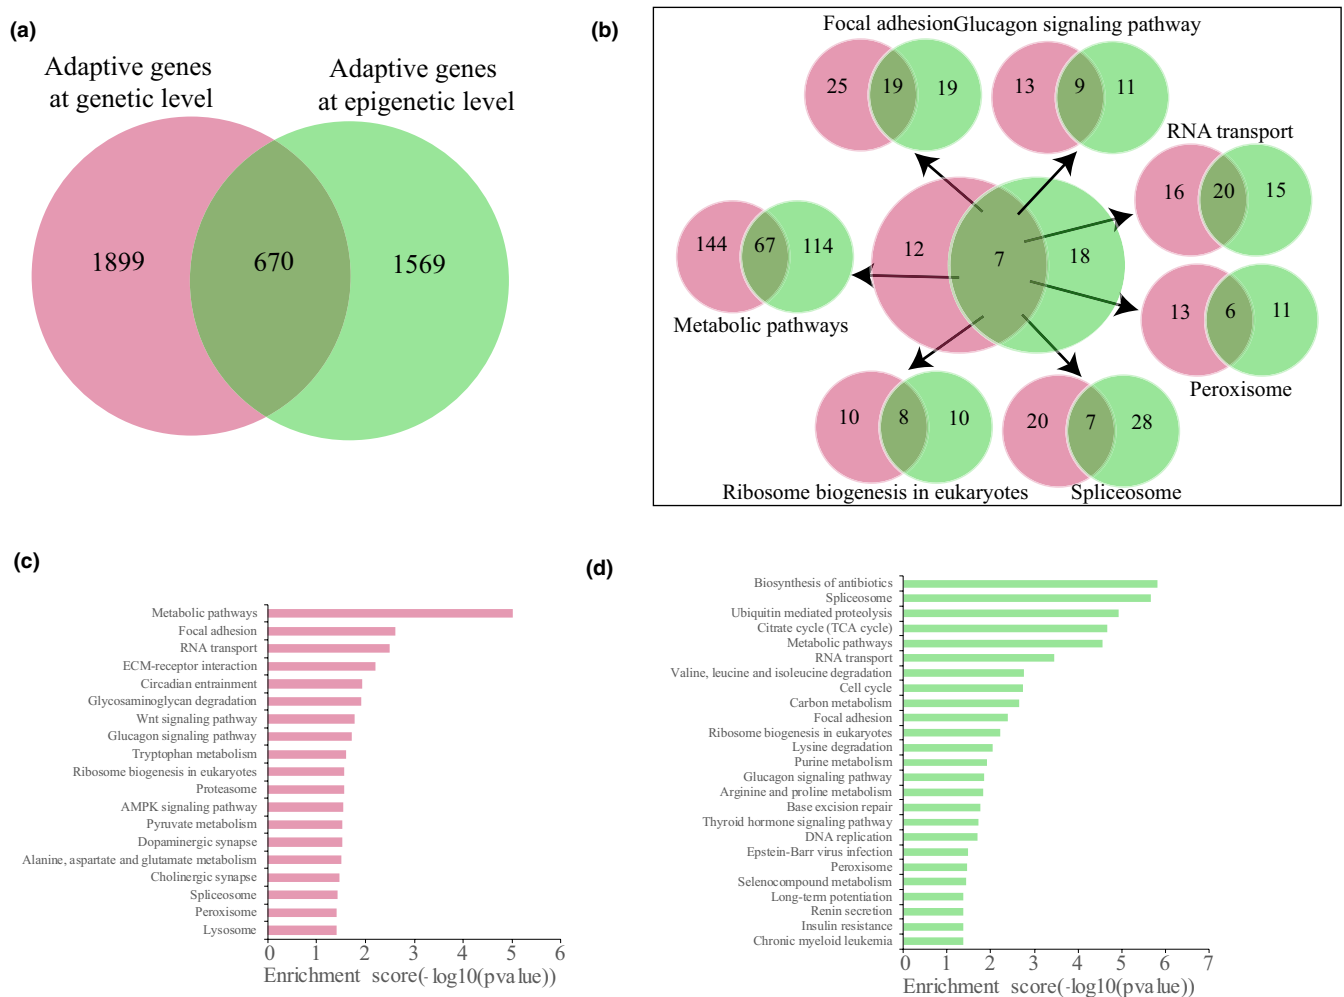 (a)
Adaptive genes
at genetic level
Adaptive genes
at epigenetic level
1899
670
1569
(b)
Focal adhesion
25
19
19
Glucagon signaling pathway
13
9
11
RNA transport
16
20
15
144
67
114
Metabolic pathways
12
7
18
13
6
11
Peroxisome
10
8
10
Ribosome biogenesis in eukaryotes
20
7
28
Spliceosome
(c)
Metabolic pathways
Focal adhesion
RNA transport
ECM-receptor interaction
Circadian entrainment
Glycosaminoglycan degradation
Wnt signaling pathway
Glucagon signaling pathway
Tryptophan metabolism
Ribosome biogenesis in eukaryotes
Proteasome
AMPK signaling pathway
Pyruvate metabolism
Dopaminergic synapse
Alanine, aspartate and glutamate metabolism
Cholinergic synapse
Spliceosome
Peroxisome
Lysosome
0 1 2 3 4 5 6
Enrichment score(-log10(pvalue))
(d)
Biosynthesis of antibiotics
Spliceosome
Ubiquitin mediated proteolysis
Citrate cycle (TCA cycle)
Metabolic pathways
RNA transport
Valine, leucine and isoleucine degradation
Cell cycle
Carbon metabolism
Focal adhesion
Ribosome biogenesis in eukaryotes
Lysine degradation
Purine metabolism
Glucagon signaling pathway
Arginine and proline metabolism
Base excision repair
Thyroid hormone signaling pathway
DNA replication
Epstein-Barr virus infection
Peroxisome
Selenocompound metabolism
Long-term potentiation
Renin secretion
Insulin resistance
Chronic myeloid leukemia
0 1 2 3 4 5 6 7
Enrichment score(-log10(pvalue))